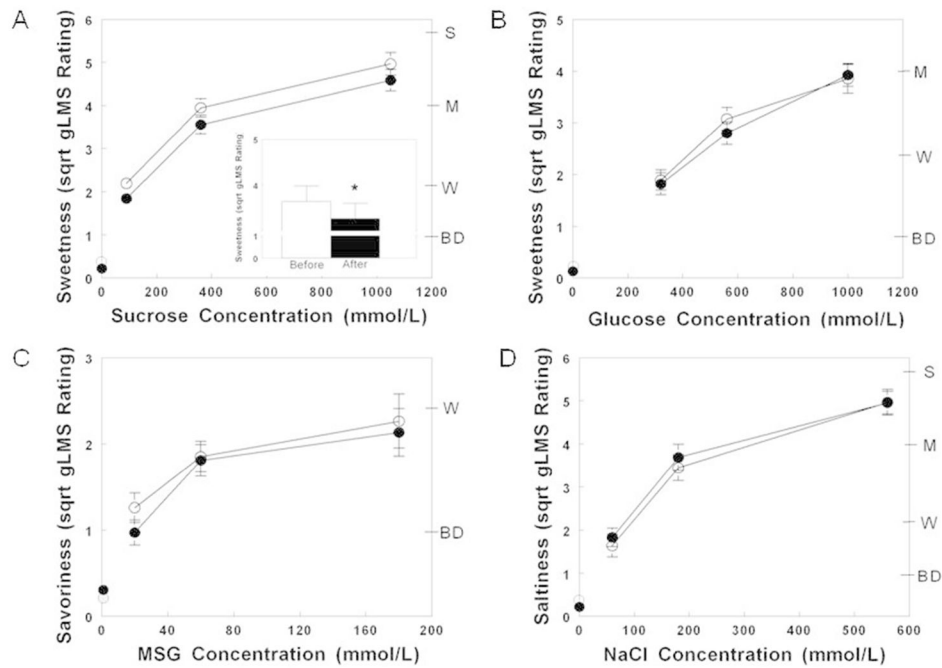 A
Sweetness (sqrt gLMS Rating)
6
5
4
3
2
1
0
S
M
W
BD
0 200 400 600 800 1000 1200
Sucrose Concentration (mmol/L)
Sweetness (sqrt gLMS Rating
5
4
1
0
*
Before After
B
Sweetness (sqrt gLMS Rating)
5
4
3
2
1
0
M
W
BD
0 200 400 600 800 1000 1200
Glucose Concentration (mmol/L)
C
Savoriness (sqrt gLMS Rating)
3
2
1
0
W
BD
0 40 80 120 160 200
MSG Concentration (mmol/L)
D
Saltiness (sqrt gLMS Rating)
6
5
4
3
2
1
0
S
M
W
BD
0 100 200 300 400 500 600
NaCl Concentration (mmol/L)